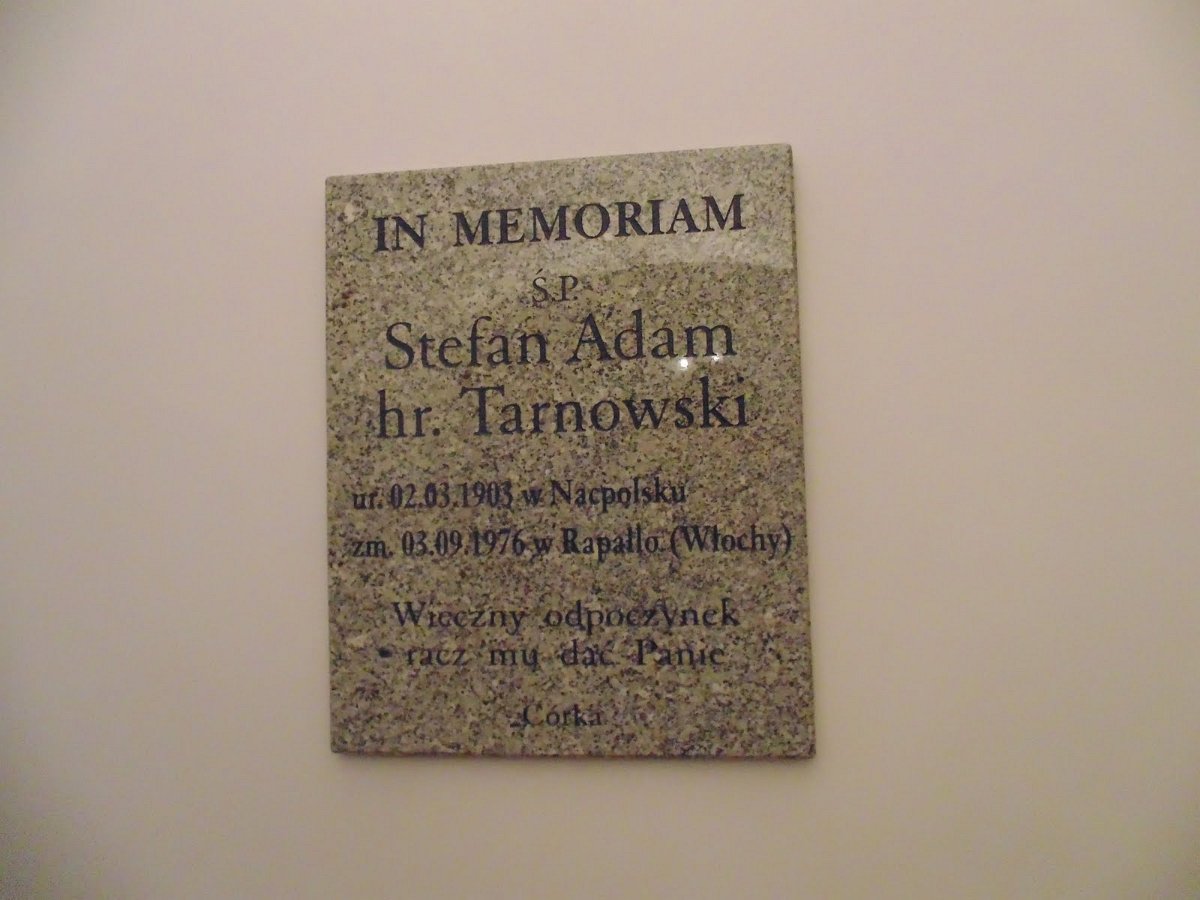 IN MEMORIAM
Ś.P.
Stefan Adam
hr. Tarnowski
ur. 02.03.1903 w Nacpolsku
zm. 03.09.1976 w Rapallo (Włochy)
Wieczny odpoczynek
racz mu dać Panie
Córka